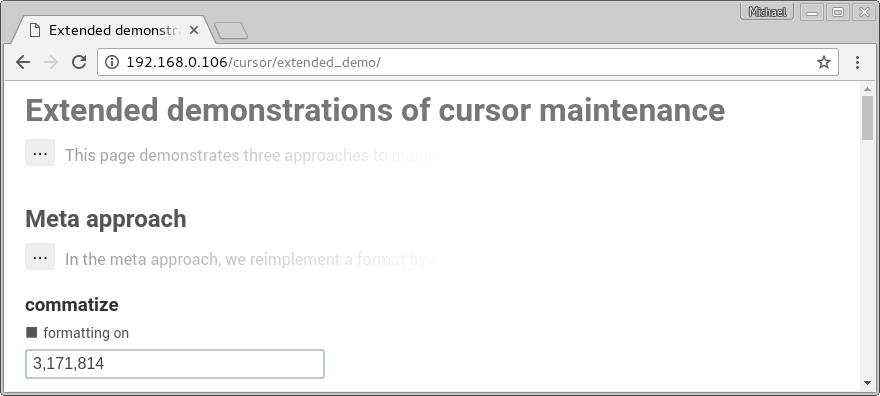 Michael
Extended demonstr
192.168.0.106/cursor/extended_demo/
Extended demonstrations of cursor maintenance
... This page demonstrates three approaches to
Meta approach
... In the meta approach, we reimplement a format by
commatize
formatting on
3,171,814